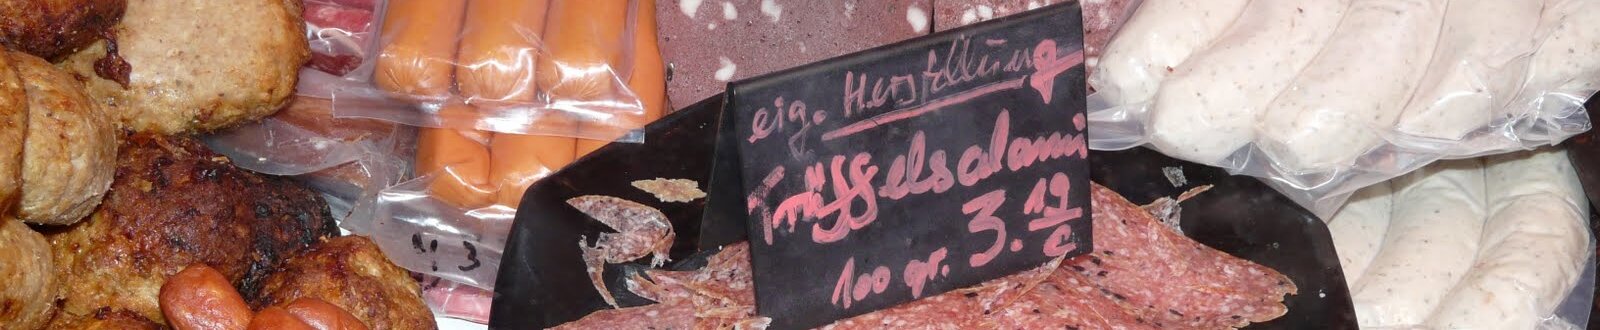 eig. Herstellung
Trüffelsalami
100 gr. 3.19
€